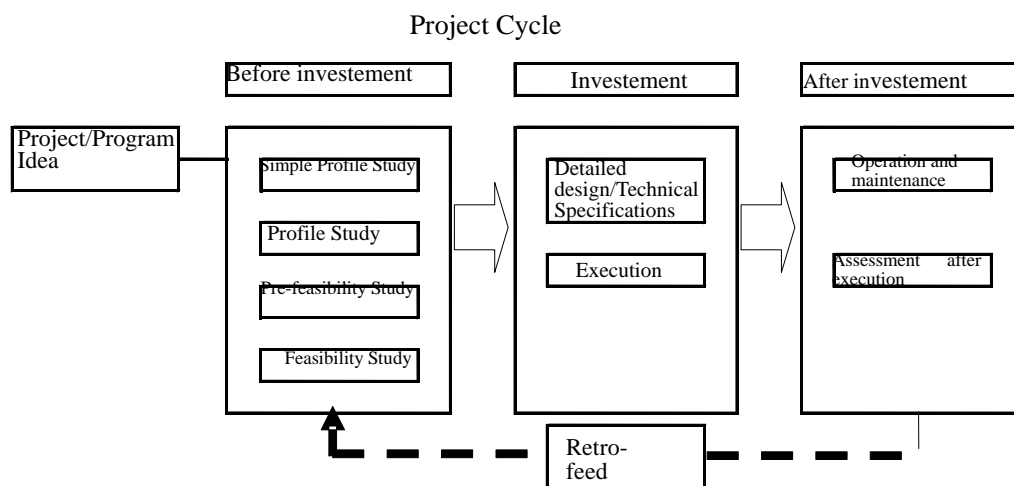 Project Cycle
Before investement
Investement
After investement
Project/Program
Idea
Simple Profile Study
Profile Study
Pre-feasibility Study
Feasibility Study
Detailed
design/Technical
Specifications
Execution
Operation and
maintenance
Assessment after
execution
Retro-
feed